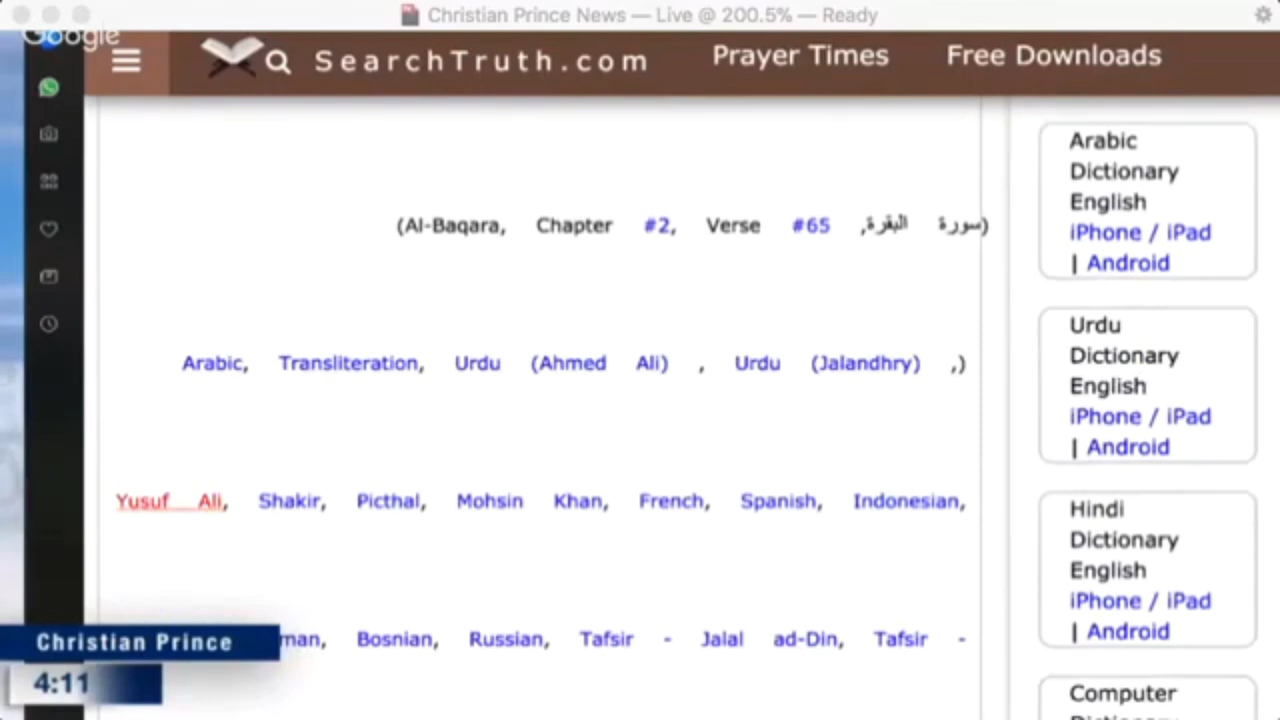 Christian Prince News — Live @ 200.5% — Ready
Google
SearchTruth.com Prayer Times Free Downloads
(Al-Baqara, Chapter #2, Verse #65 سورة البقرة,)
Arabic, Transliteration, Urdu (Ahmed Ali) , Urdu (Jalandhry) ,)
Yusuf Ali, Shakir, Picthal, Mohsin Khan, French, Spanish, Indonesian,
man, Bosnian, Russian, Tafsir - Jalal ad-Din, Tafsir -
Arabic
Dictionary
English
iPhone / iPad
| Android
Urdu
Dictionary
English
iPhone / iPad
| Android
Hindi
Dictionary
English
iPhone / iPad
| Android
Computer
Christian Prince
4:11